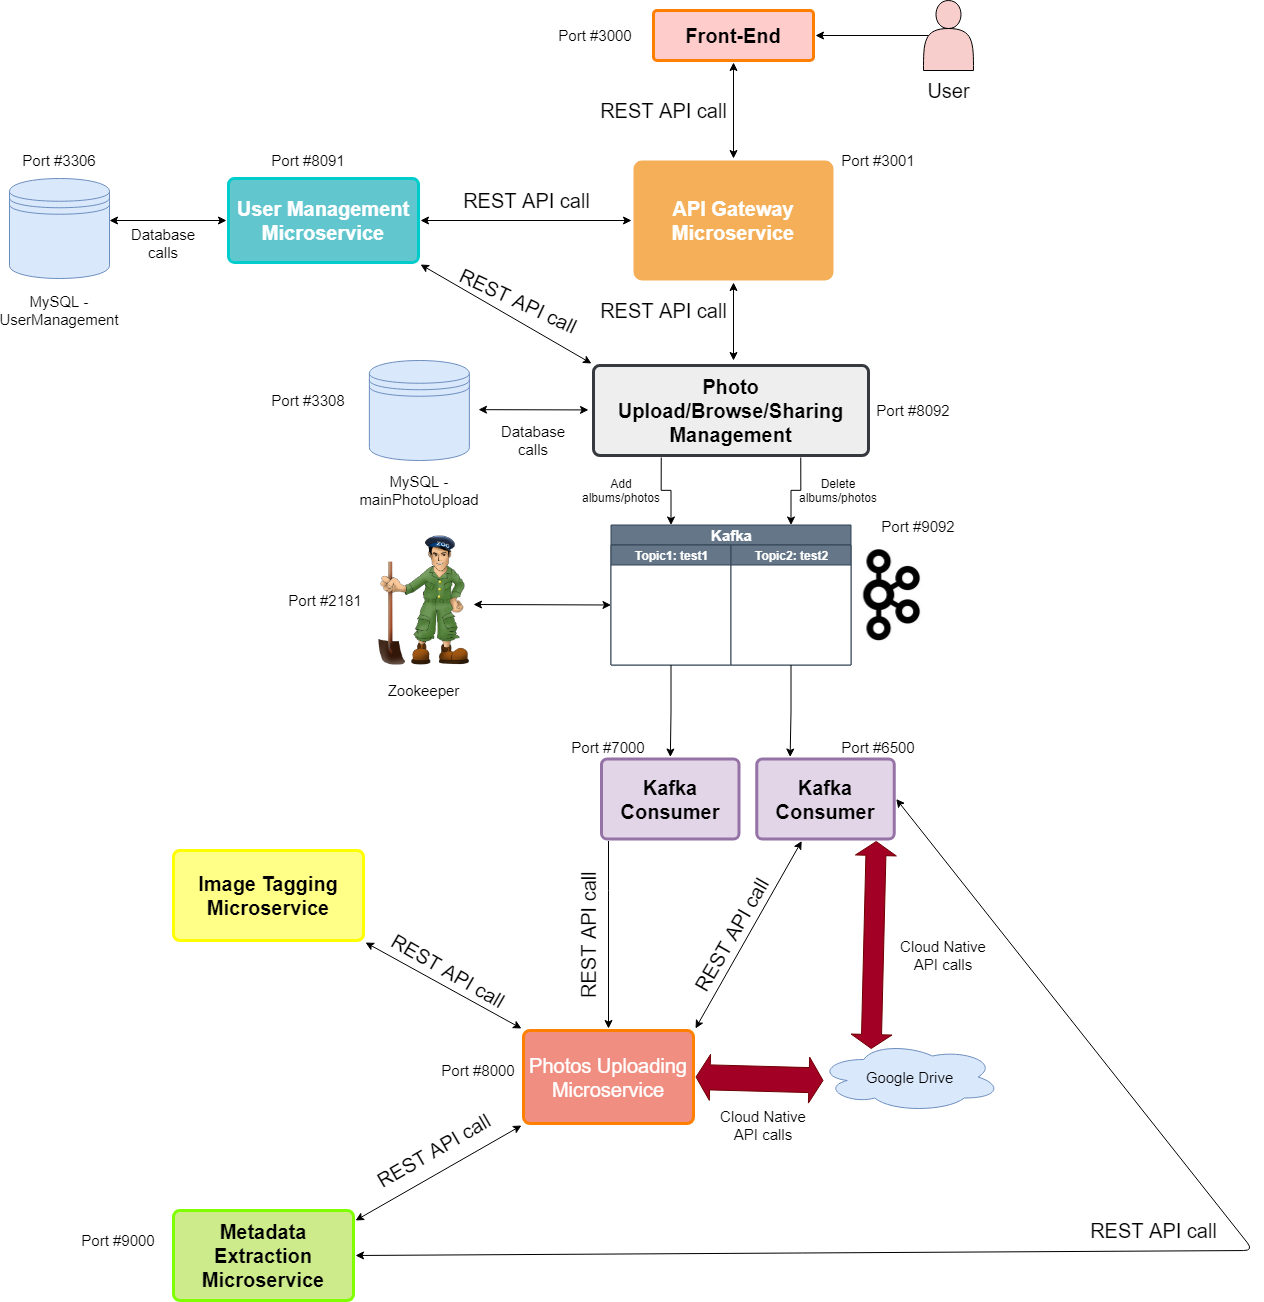 Port #3000
Front-End
User
REST API call
Port #3306
Port #8091
Port #3001
User Management
Microservice
REST API call
API Gateway
Microservice
Database
calls
MySQL -
UserManagement
REST API call
REST API call
Port #3308
Photo
Upload/Browse/Sharing
Management
Port #8092
Database
calls
MySQL -
mainPhotoUpload
Add
albums/photos
Delete
albums/photos
Kafka
Port #9092
Topic1: test1
Topic2: test2
ZOO
Port #2181
Zookeeper
Port #7000
Port #6500
Kafka
Consumer
Kafka
Consumer
Image Tagging
Microservice
REST API call
REST API call
REST API call
Cloud Native
API calls
Port #8000
Photos Uploading
Microservice
Google Drive
Cloud Native
API calls
REST API call
Port #9000
Metadata
Extraction
Microservice
REST API call